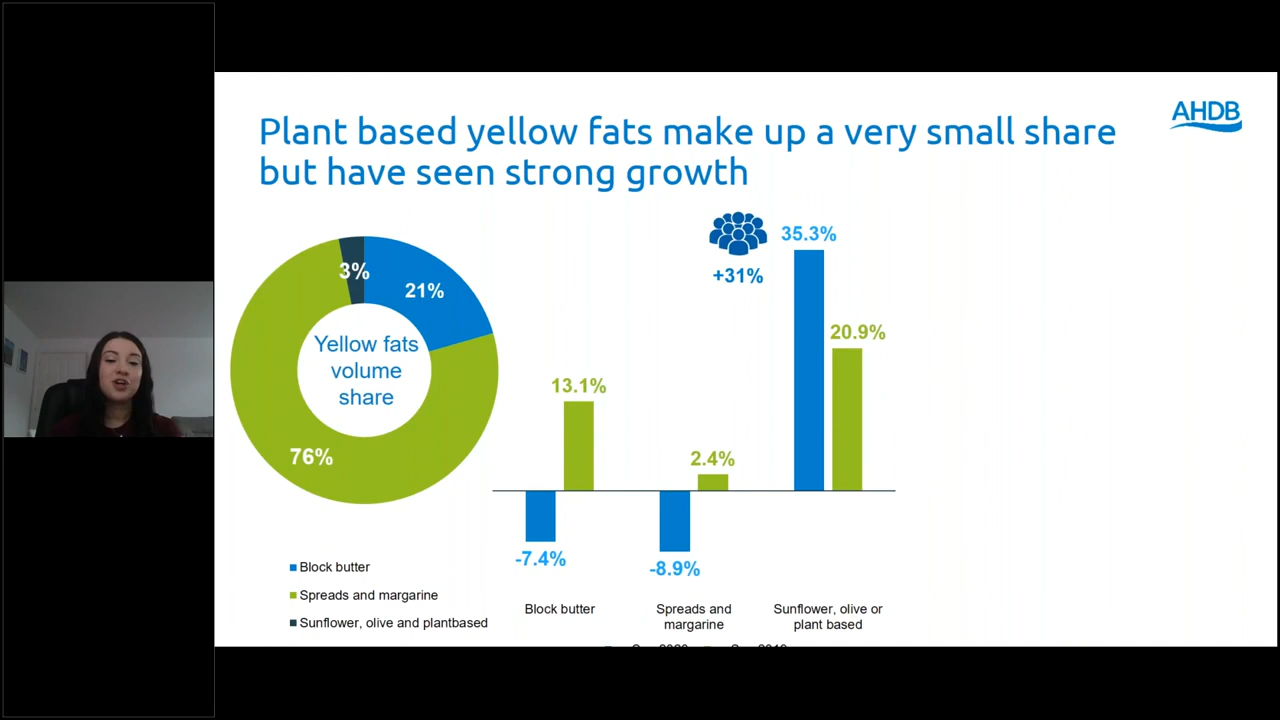 AHDB
Plant based yellow fats make up a very small share
but have seen strong growth
3%
21%
Yellow fats
volume
share
76%
Block butter
Spreads and margarine
Sunflower, olive and plantbased
+31%
35.3%
20.9%
13.1%
2.4%
-7.4%
-8.9%
Block butter
Spreads and
margarine
Sunflower, olive or
plant based